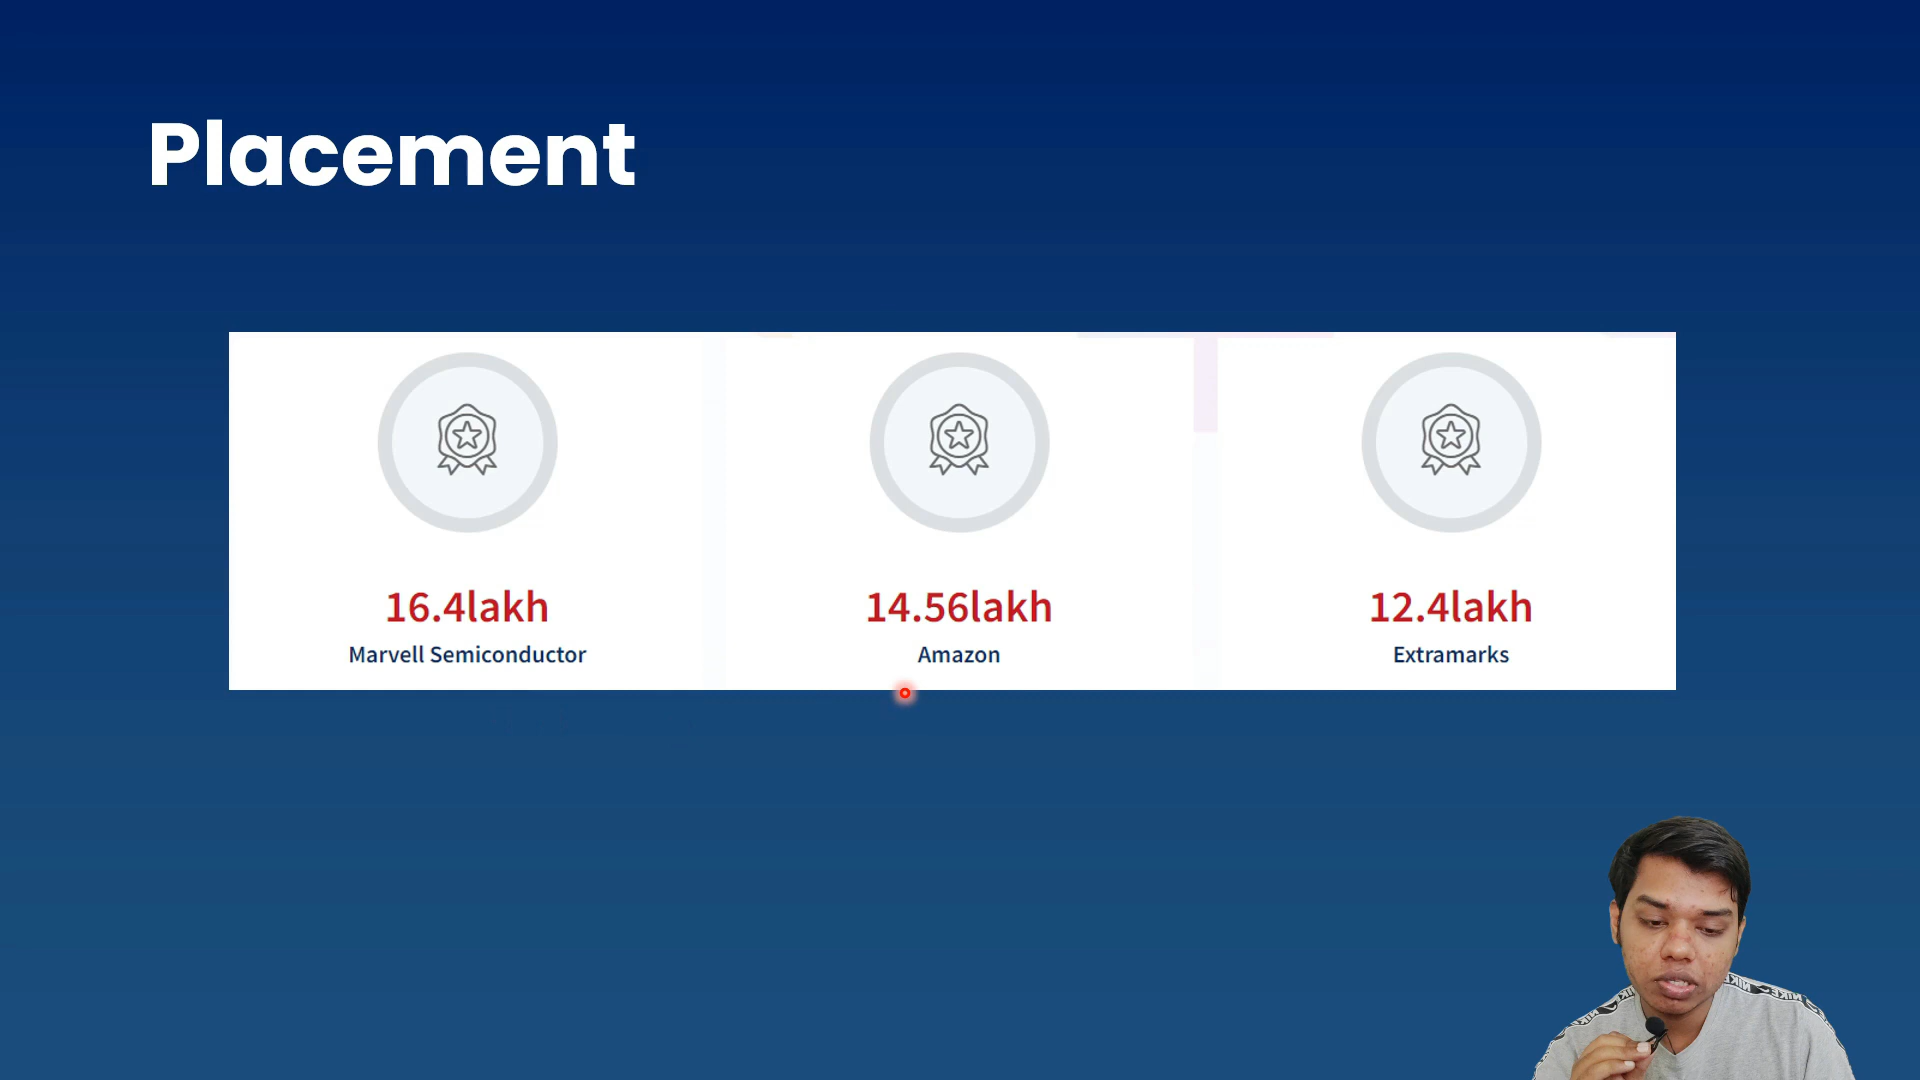 Placement
16.4lakh
Marvell Semiconductor
14.56lakh
Amazon
12.4lakh
Extramarks